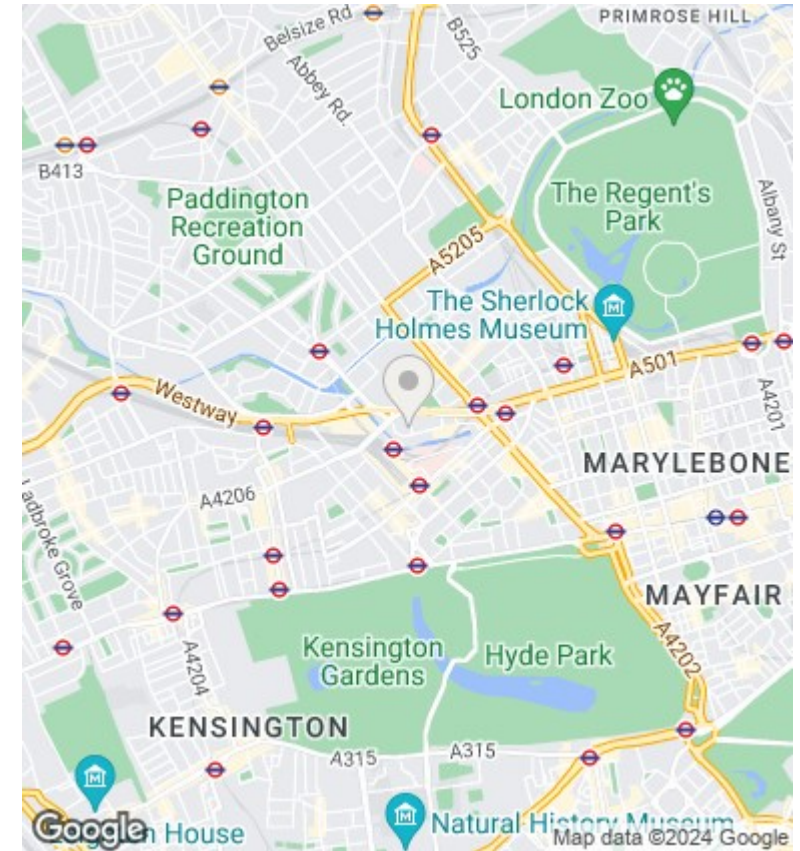 PRIMROSE HILL
Belsize Rd
B525
Abbey Rd.
London Zoo
B413
Paddington
Recreation
Ground
The Regent's
Park
Albany St
A5205
The Sherlock
Holmes Museum
A501
Westway
A4201
MARYLEBONE
A4206
Ladbroke Grove
MAYFAIR
A4202
Kensington
Gardens
Hyde Park
A4204
KENSINGTON
A315
A315
Google
House
Natural History Museum
Map data ©2024 Google